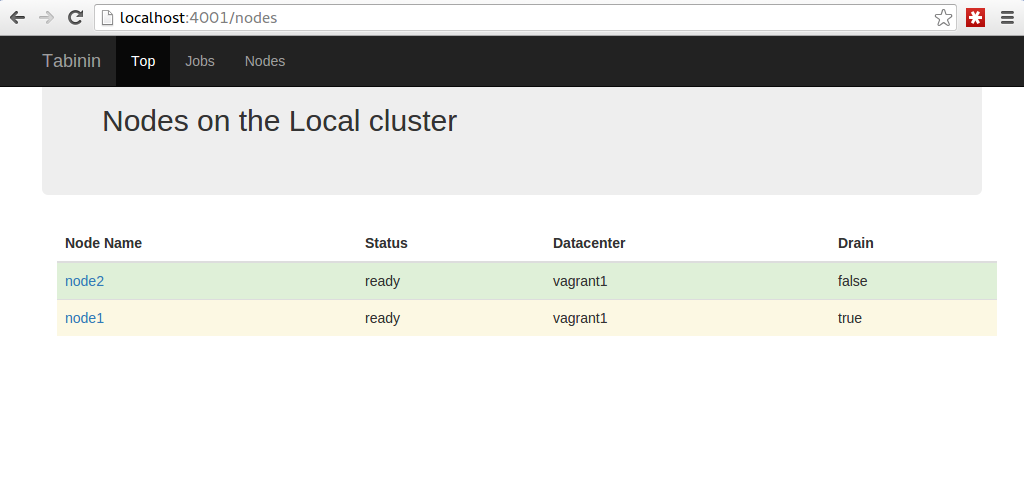 localhost:4001/nodes
Tabinin Top Jobs Nodes
Nodes on the Local cluster
Node Name Status Datacenter Drain
node2 ready vagrant1 false
node1 ready vagrant1 true